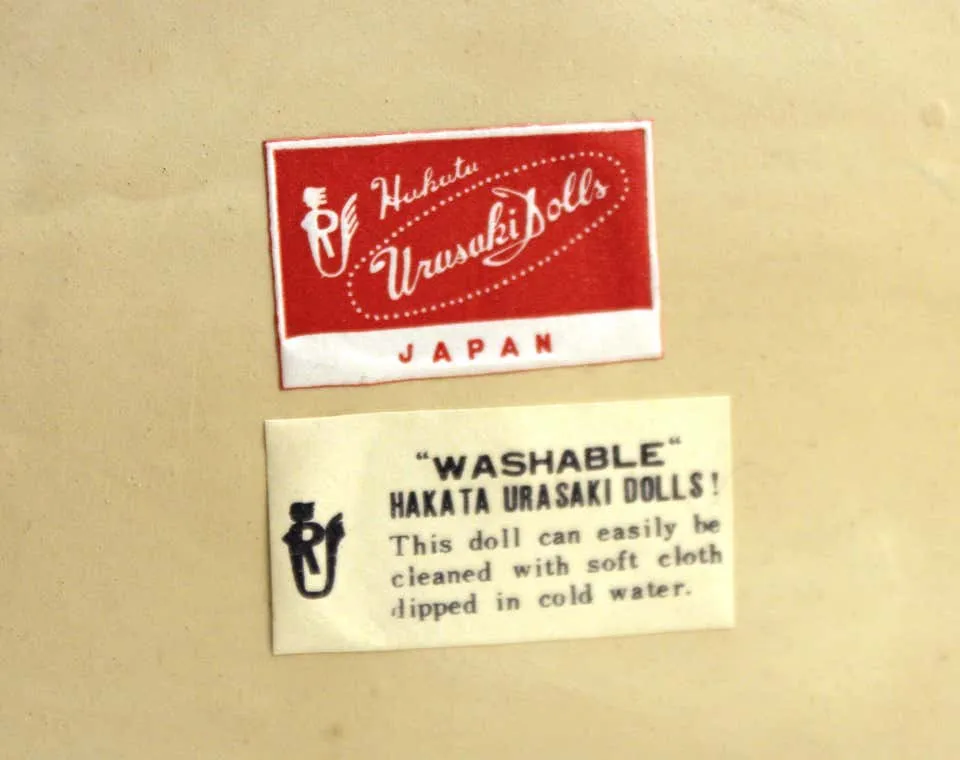 Hakata
Urasaki Dolls
JAPAN
“WASHABLE“
HAKATA URASAKI DOLLS!
This doll can easily be
cleaned with soft cloth
dipped in cold water.